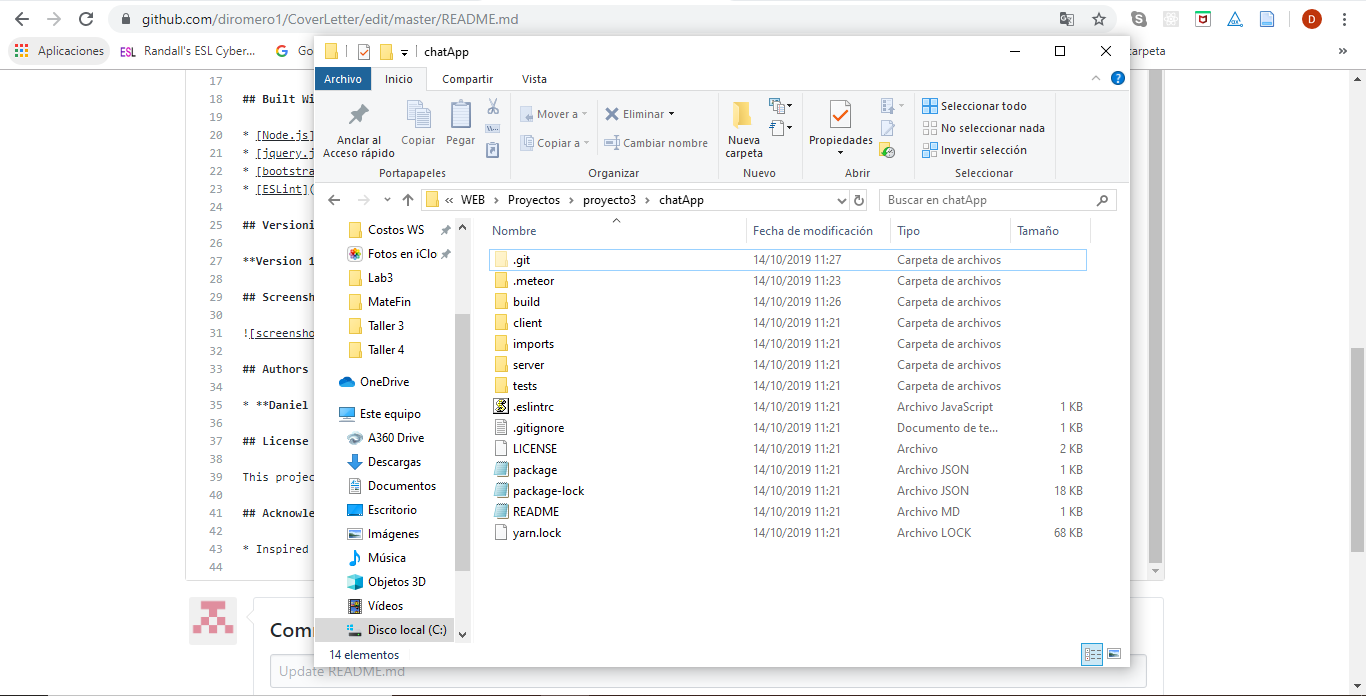 github.com/diromero1/CoverLetter/edit/master/README.md
D
Aplicaciones
ESL Randall's ESL Cyber...
Go
carpeta
»
17
18 ## Built Wi
19
20 * [Node.js]
21 * [jquery.j
22 * [bootstra
23 * [ESLint](
24
25 ## Versioni
26
27 **Version 1
28
29 ## Screensh
30
31 ![screensho
32
33 ## Authors
34
35 * **Daniel
36
37 ## License
38
39 This projec
40
41 ## Acknowle
42
43 * Inspired
44
Com
Update README.md
chatApp
Archivo Inicio Compartir Vista
Anclar al
Acceso rápido
Copiar
Pegar
Portapapeles
Mover a
Copiar a
Eliminar
Cambiar nombre
Organizar
Nueva
carpeta
Nuevo
Propiedades
Abrir
Seleccionar todo
No seleccionar nada
Invertir selección
Seleccionar
« WEB > Proyectos > proyecto3 > chatApp
Buscar en chatApp
Costos WS
Fotos en iClo
Lab3
MateFin
Taller 3
Taller 4
OneDrive
Este equipo
A360 Drive
Descargas
Documentos
Escritorio
Imágenes
Música
Objetos 3D
Vídeos
Disco local (C:)
Nombre Fecha de modificación Tipo Tamaño
.git 14/10/2019 11:27 Carpeta de archivos
.meteor 14/10/2019 11:23 Carpeta de archivos
build 14/10/2019 11:26 Carpeta de archivos
client 14/10/2019 11:21 Carpeta de archivos
imports 14/10/2019 11:21 Carpeta de archivos
server 14/10/2019 11:21 Carpeta de archivos
tests 14/10/2019 11:21 Carpeta de archivos
.eslintrc 14/10/2019 11:21 Archivo JavaScript 1 KB
.gitignore 14/10/2019 11:21 Documento de te... 1 KB
LICENSE 14/10/2019 11:21 Archivo 2 KB
package 14/10/2019 11:21 Archivo JSON 1 KB
package-lock 14/10/2019 11:21 Archivo JSON 18 KB
README 14/10/2019 11:21 Archivo MD 1 KB
yarn.lock 14/10/2019 11:21 Archivo LOCK 68 KB
14 elementos